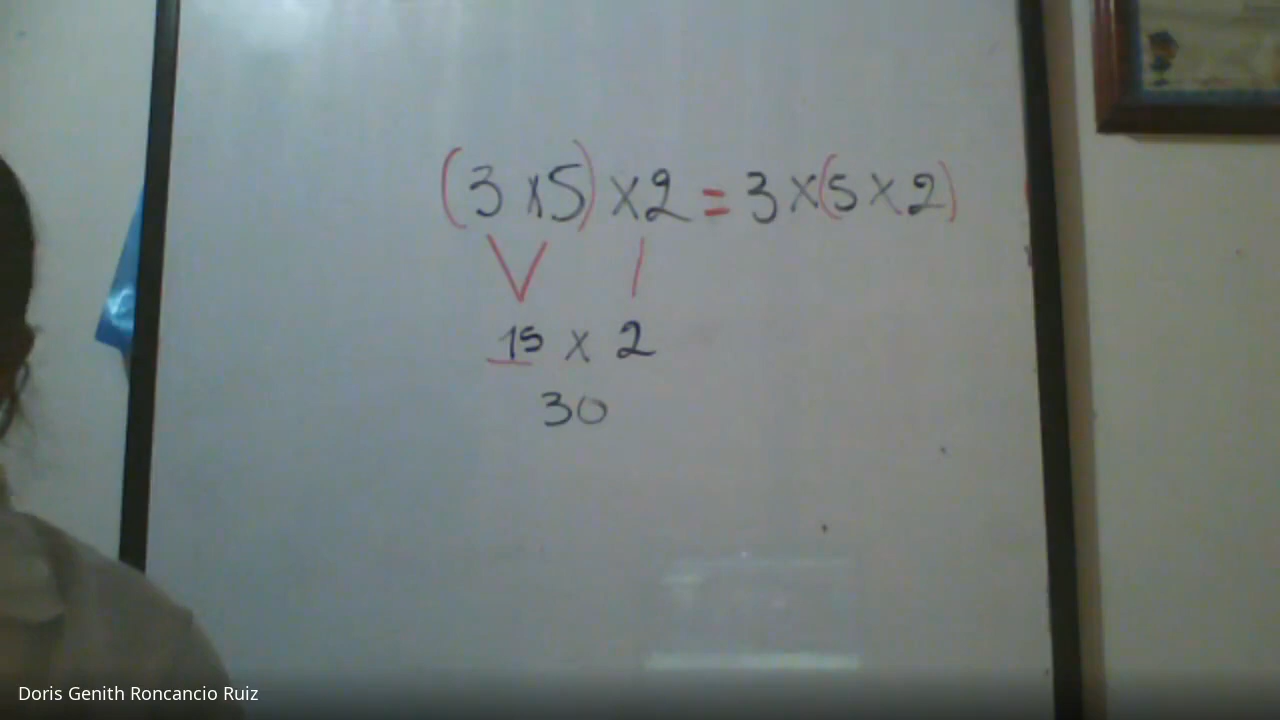 (3 x 5) x 2 = 3 x (5 x 2)
15 x 2
30
Doris Genith Roncancio Ruiz